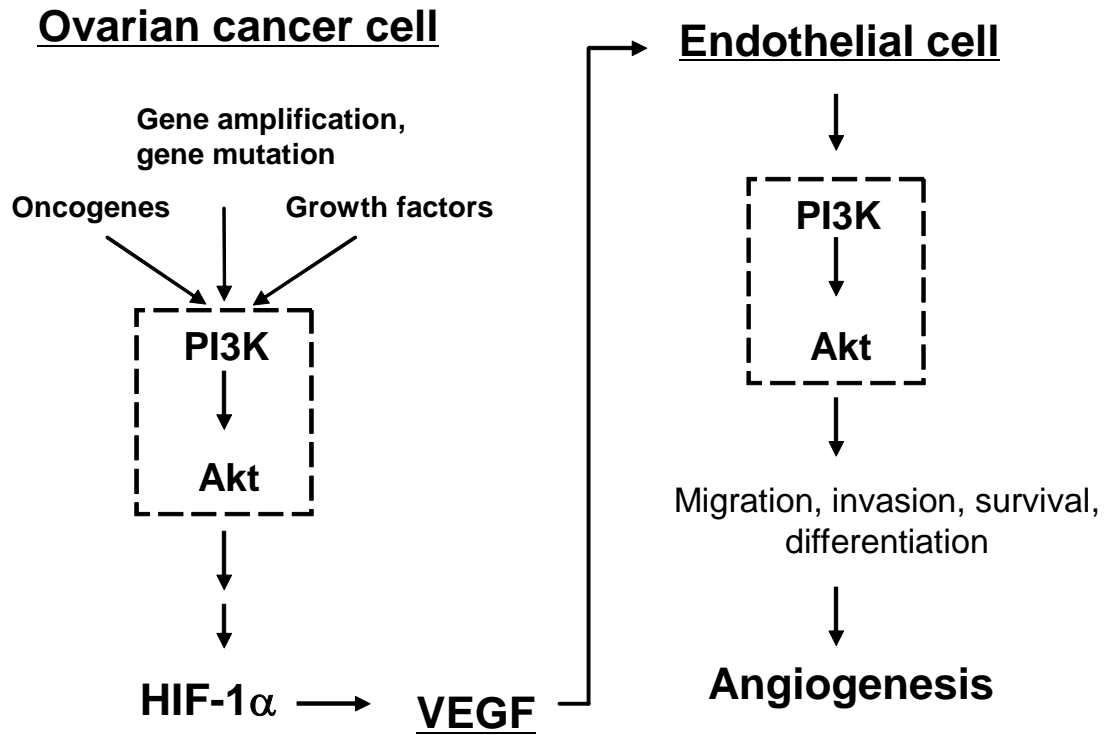 Ovarian cancer cell
Gene amplification,
gene mutation
Oncogenes
Growth factors
PI3K
Akt
HIF-1α
VEGF
Endothelial cell
PI3K
Akt
Migration, invasion, survival,
differentiation
Angiogenesis